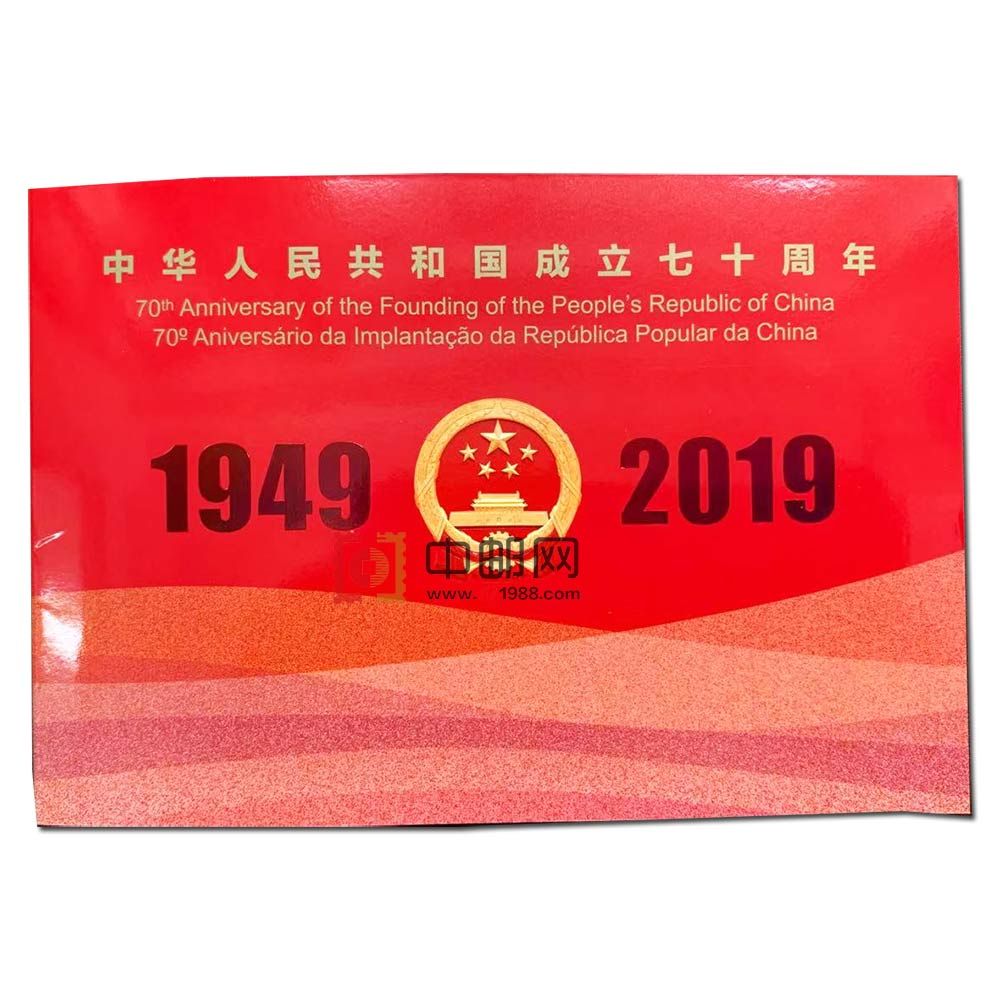 中华人民共和国成立七十周年
70th Anniversary of the Founding of the People's Republic of China
70º Aniversário da Implantação da República Popular da China
1949 2019
中邮网
www. 1988.com